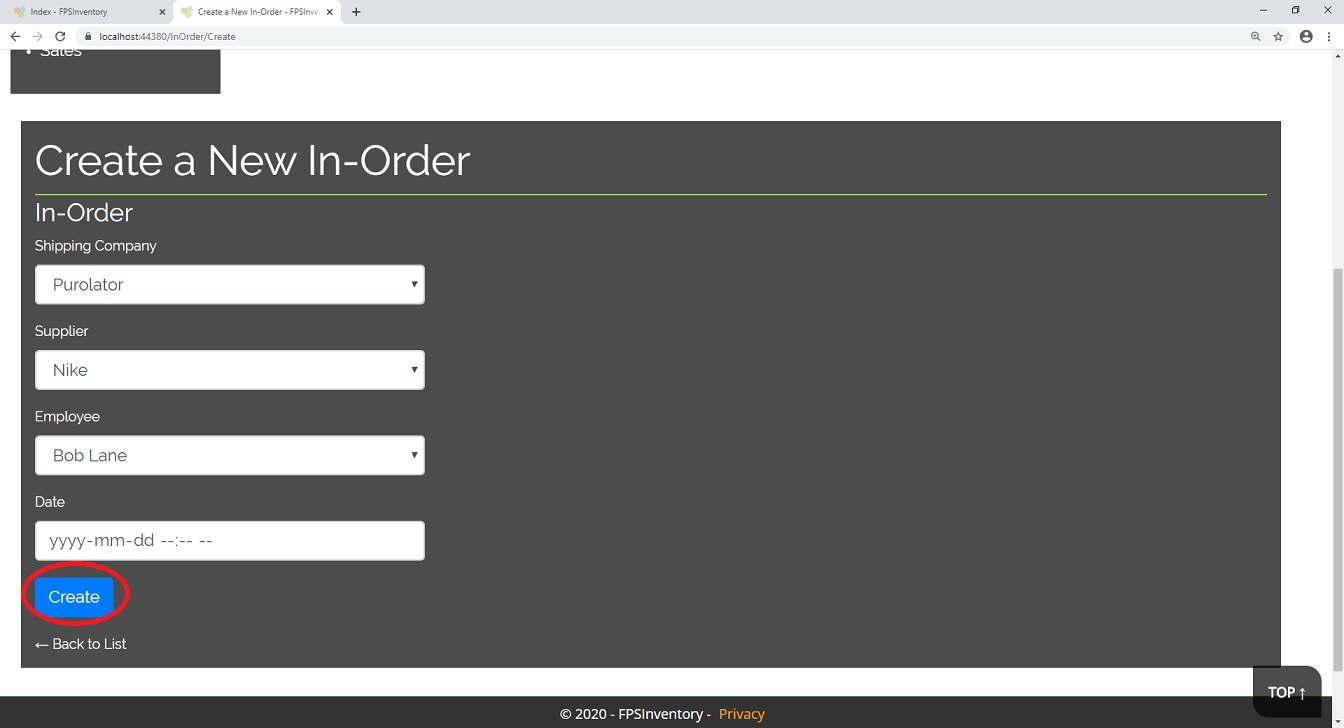 Index - FPSInventory
Create a New In-Order - FPSInve
localhost:44380/InOrder/Create
Sales
Create a New In-Order
In-Order
Shipping Company
Purolator
Supplier
Nike
Employee
Bob Lane
Date
yyyy-mm-dd --:-- --
Create
← Back to List
TOP ↑
© 2020 - FPSInventory - Privacy